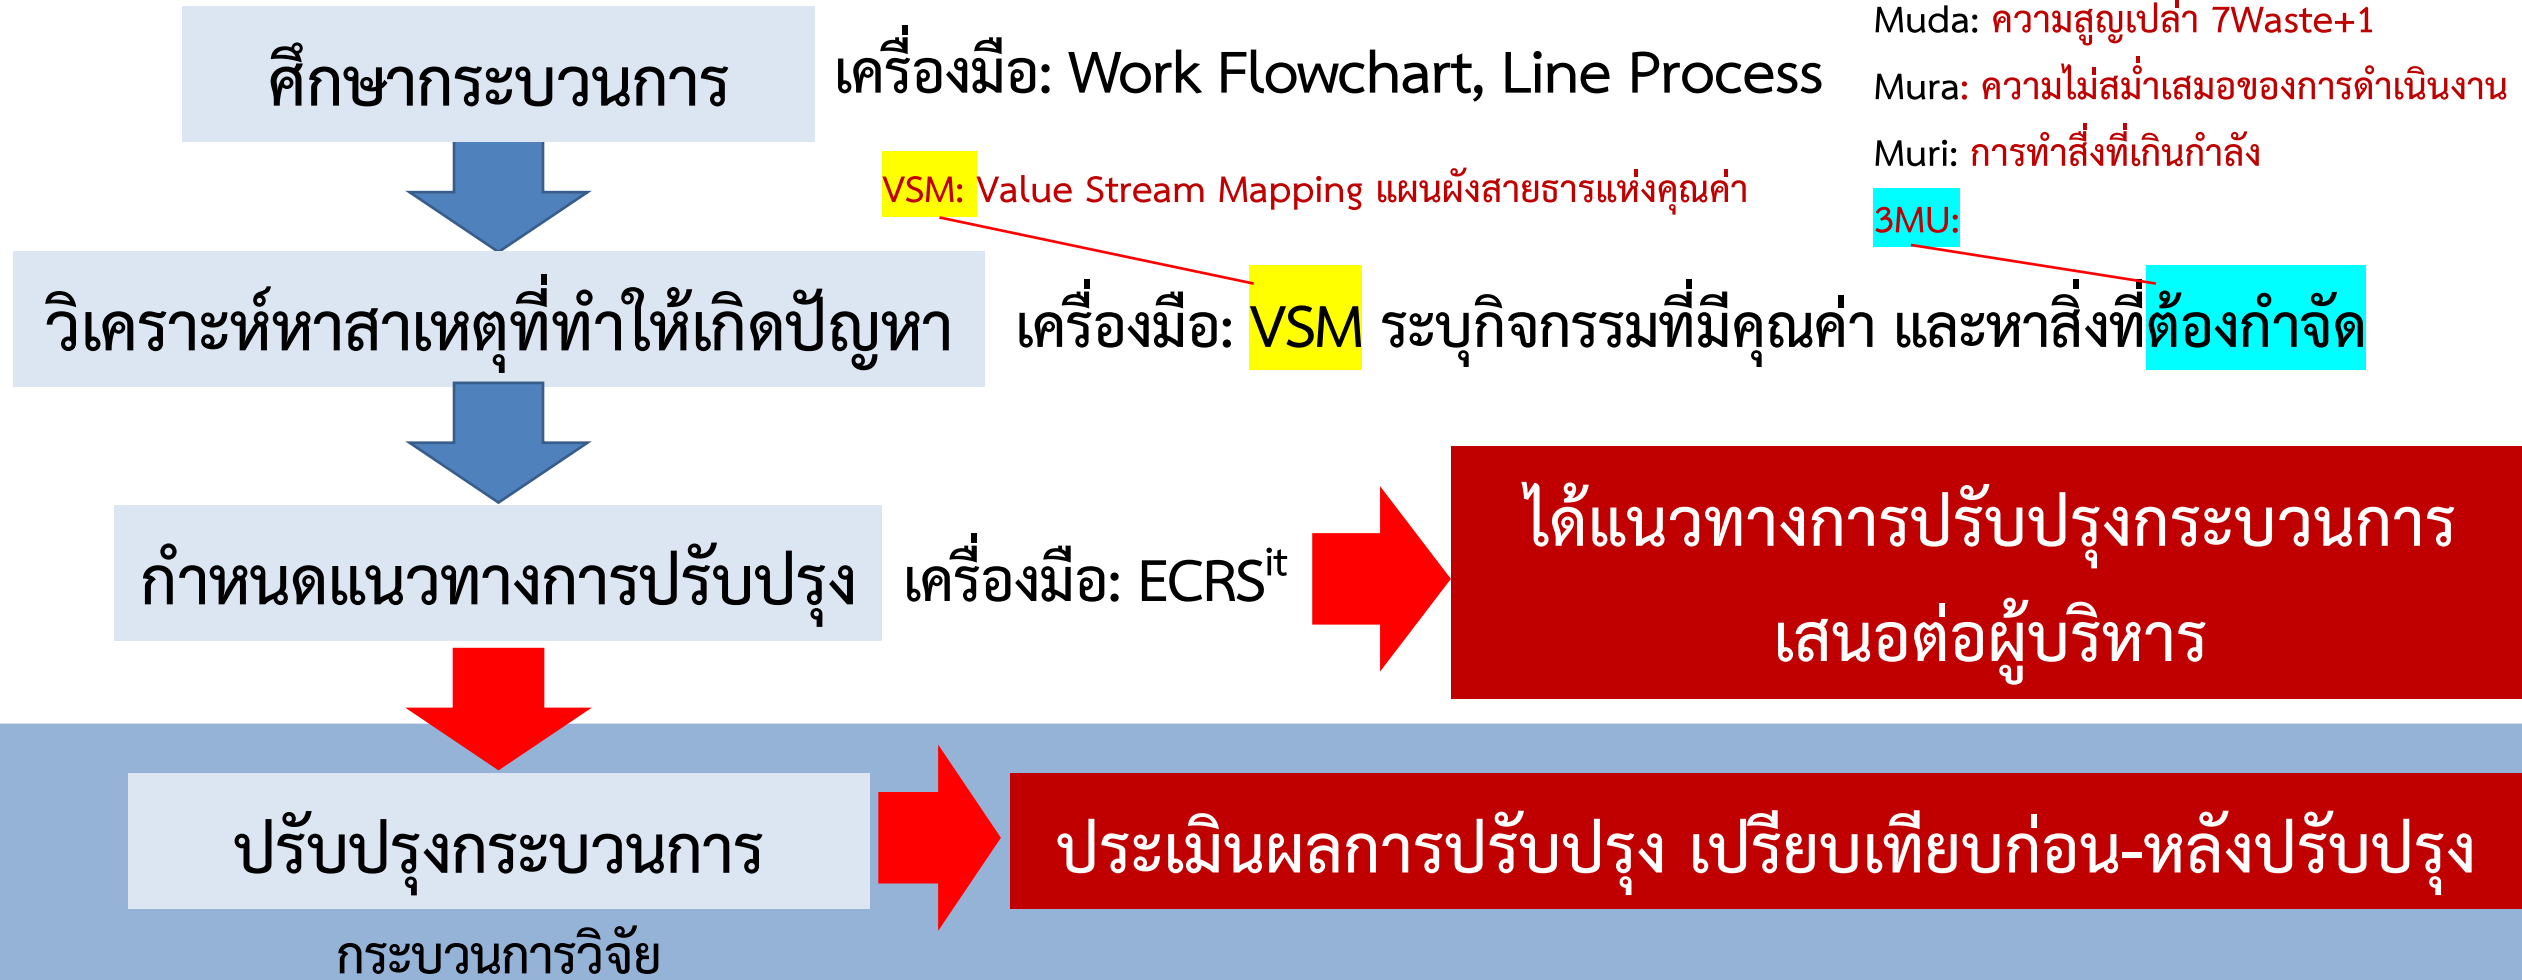 ศึกษากระบวนการ
เครื่องมือ: Work Flowchart, Line Process
Muda: ความสูญเปล่า 7Waste+1
Mura: ความไม่สม่ำเสมอของการดำเนินงาน
Muri: การทำสิ่งที่เกินกำลัง
3MU:
VSM: Value Stream Mapping แผนผังสายธารแห่งคุณค่า
วิเคราะห์หาสาเหตุที่ทำให้เกิดปัญหา
เครื่องมือ: VSM ระบุกิจกรรมที่มีคุณค่า และหาสิ่งที่ต้องกำจัด
กำหนดแนวทางการปรับปรุง
เครื่องมือ: ECRSit
ได้แนวทางการปรับปรุงกระบวนการ
เสนอต่อผู้บริหาร
ปรับปรุงกระบวนการ
ประเมินผลการปรับปรุง เปรียบเทียบก่อน-หลังปรับปรุง
กระบวนการวิจัย